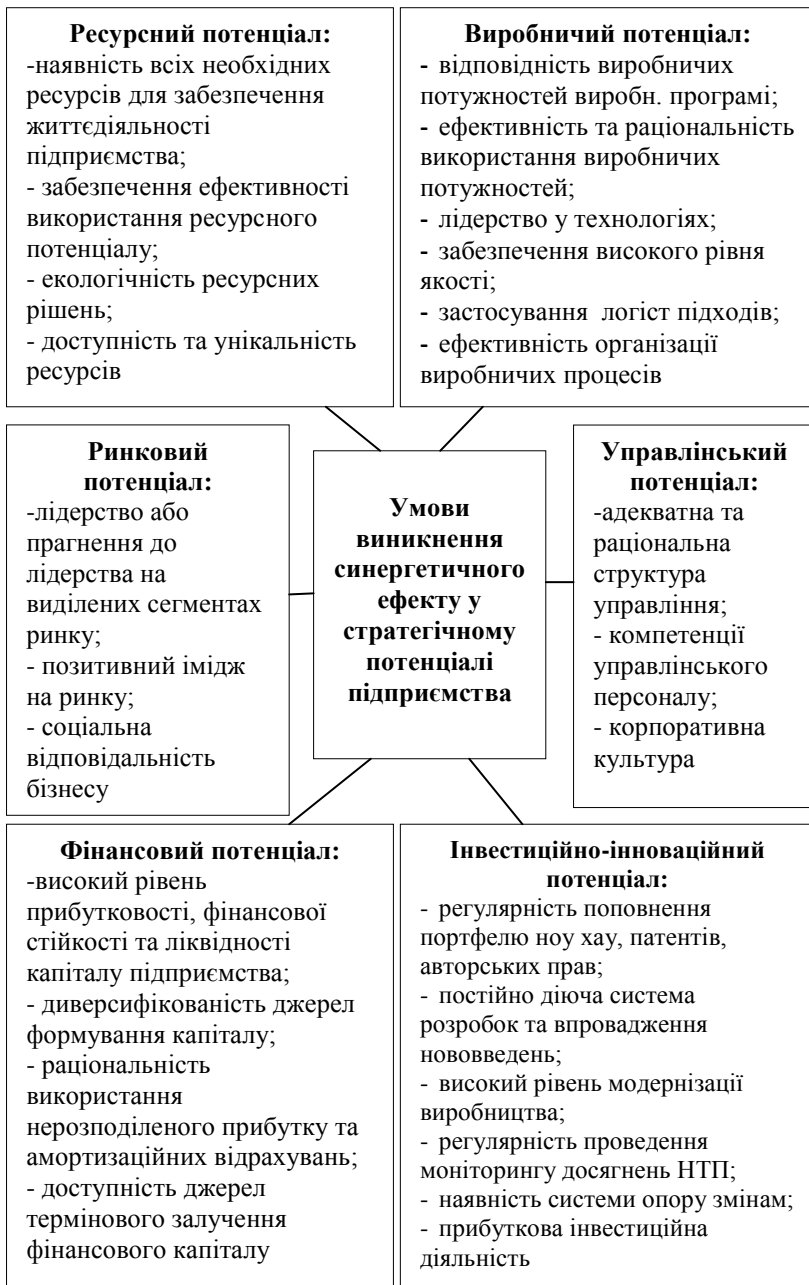 Ресурсний потенціал:
-наявність всіх необхідних
ресурсів для забезпечення
життєдіяльності
підприємства;
- забезпечення ефективності
використання ресурсного
потенціалу;
- екологічність ресурсних
рішень;
- доступність та унікальність
ресурсів
Виробничий потенціал:
- відповідність виробничих
потужностей виробн. програмі;
- ефективність та раціональність
використання виробничих
потужностей;
- лідерство у технологіях;
- забезпечення високого рівня
якості;
- застосування логіст підходів;
- ефективність організації
виробничих процесів
Ринковий
потенціал:
-лідерство або
прагнення до
лідерства на
виділених сегментах
ринку;
- позитивний імідж
на ринку;
- соціальна
відповідальність
бізнесу
Умови
виникнення
синергетичного
ефекту у
стратегічному
потенціалі
підприємства
Управлінський
потенціал:
-адекватна та
раціональна
структура
управління;
- компетенції
управлінського
персоналу;
- корпоративна
культура
Фінансовий потенціал:
-високий рівень
прибутковості, фінансової
стійкості та ліквідності
капіталу підприємства;
- диверсифікованість джерел
формування капіталу;
- раціональність
використання
нерозподіленого прибутку та
амортизаційних відрахувань;
- доступність джерел
термінового залучення
фінансового капіталу
Інвестиційно-інноваційний
потенціал:
- регулярність поповнення
портфелю ноу хау, патентів,
авторських прав;
- постійно діюча система
розробок та впровадження
нововведень;
- високий рівень модернізації
виробництва;
- регулярність проведення
моніторингу досягнень НТП;
- наявність системи опору змінам;
- прибуткова інвестиційна
діяльність